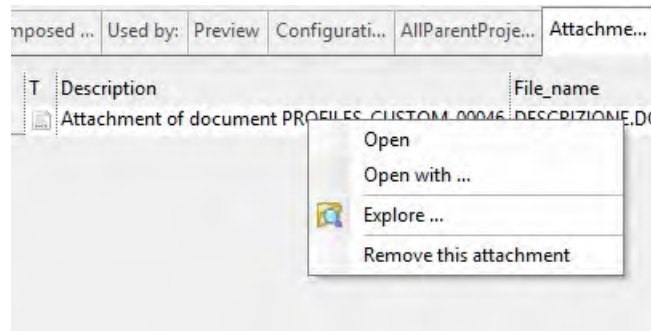 mposed ... Used by: Preview Configurati... AllParentProje... Attachme...
T Description File_name
Attachment of document PROFILES_CUSTOM_00046 DESCRIZIONE.DO
Open
Open with ...
Explore ...
Remove this attachment